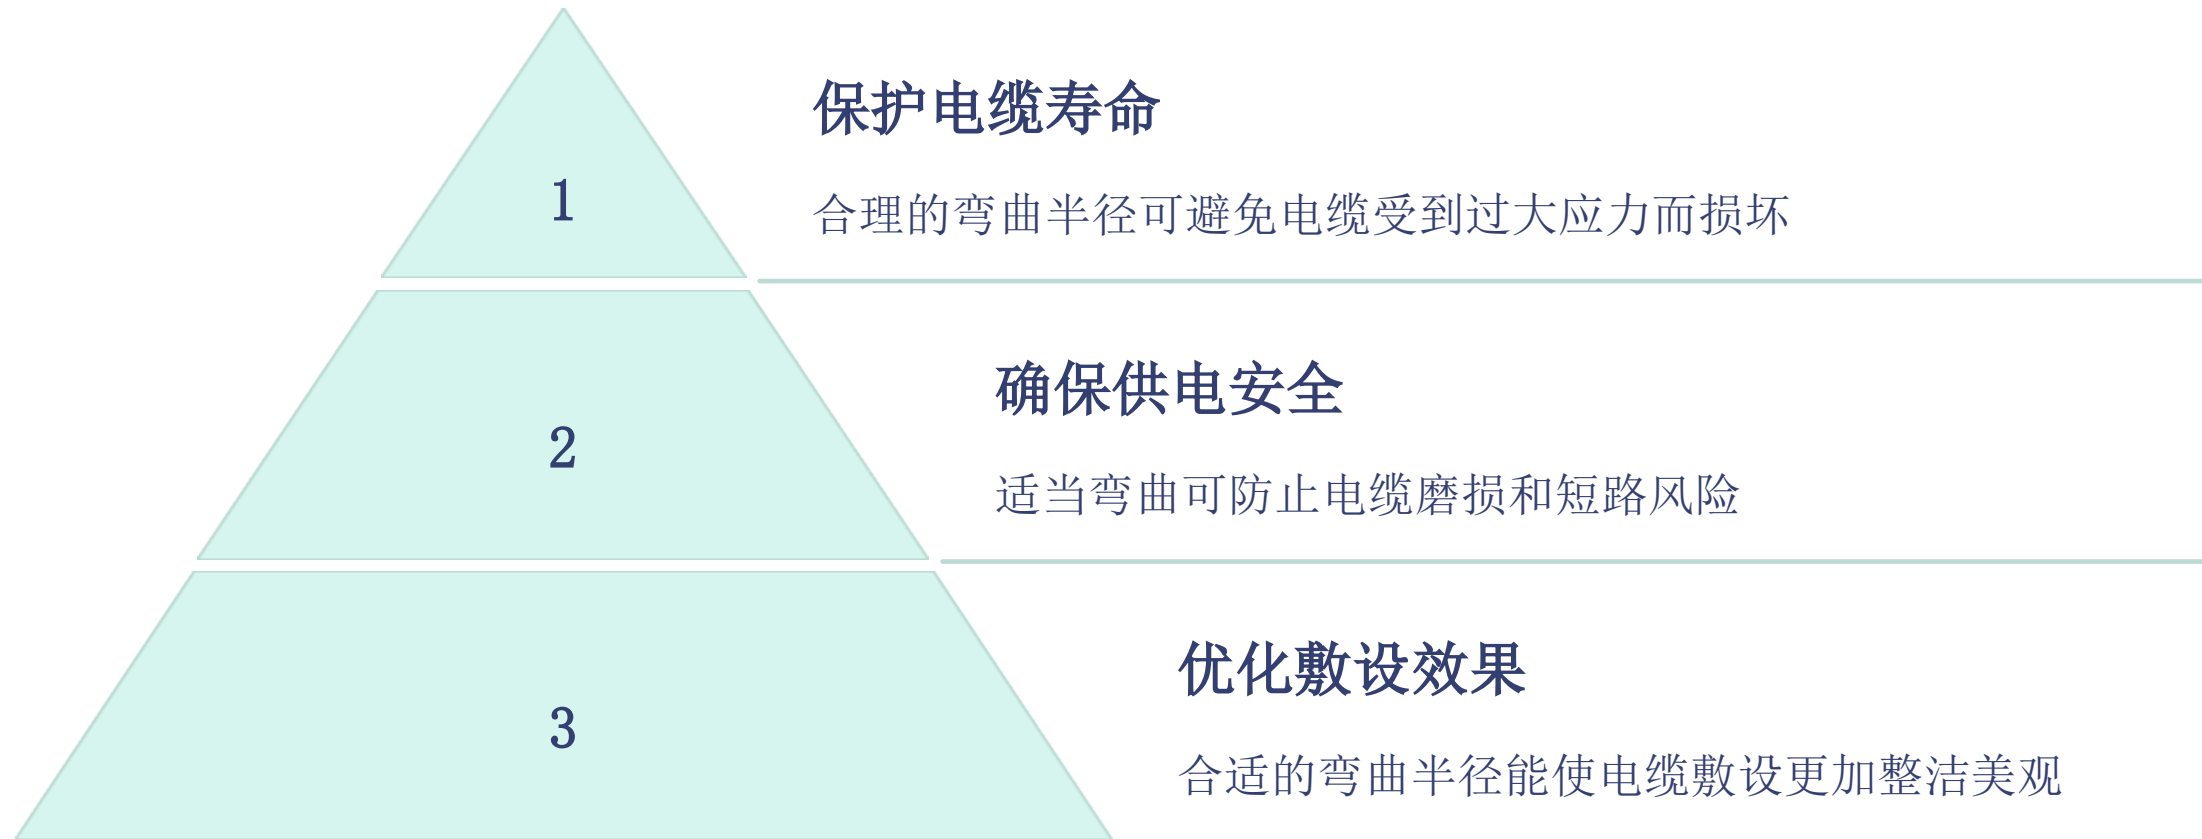 保护电缆寿命
1
合理的弯曲半径可避免电缆受到过大应力而损坏
确保供电安全
2
适当弯曲可防止电缆磨损和短路风险
优化敷设效果
3
合适的弯曲半径能使电缆敷设更加整洁美观